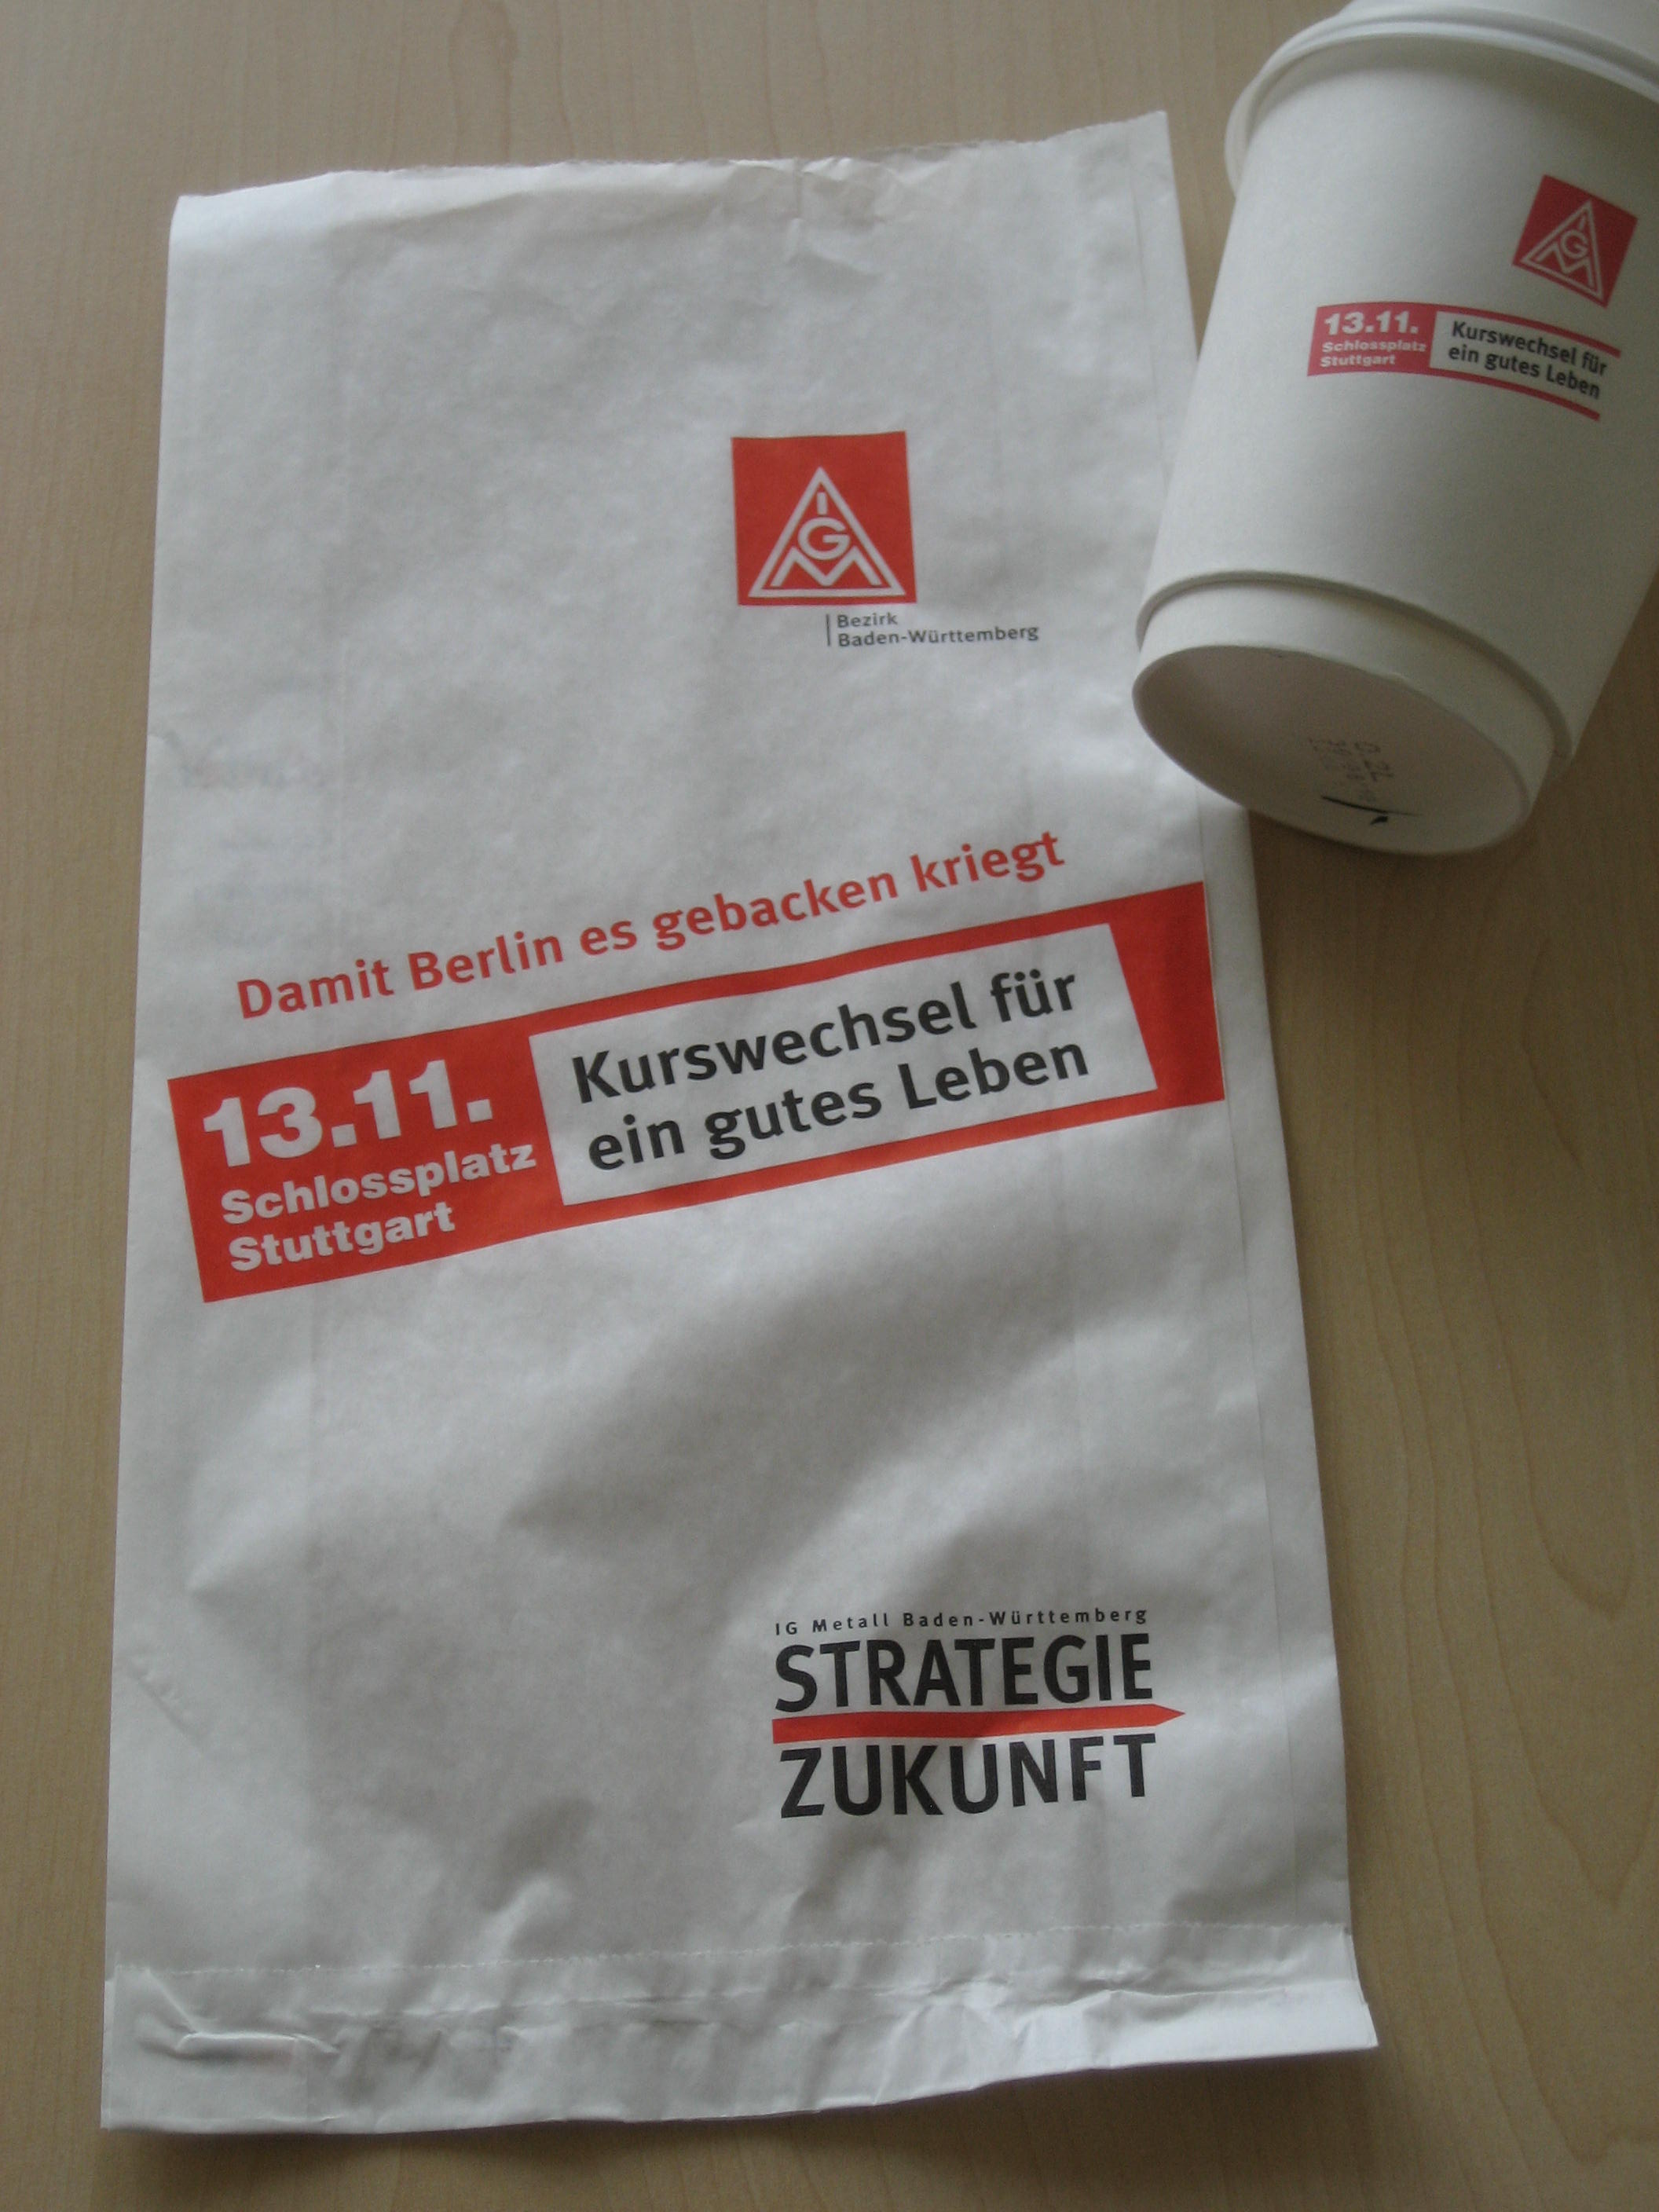 IGM
Bezirk
Baden-Württemberg
Damit Berlin es gebacken kriegt
13.11.
Schlossplatz
Stuttgart
Kurswechsel für
ein gutes Leben
IG Metall Baden-Württemberg
STRATEGIE
ZUKUNFT
IGM
13.11.
Schlossplatz
Stuttgart
Kurswechsel für
ein gutes Leben